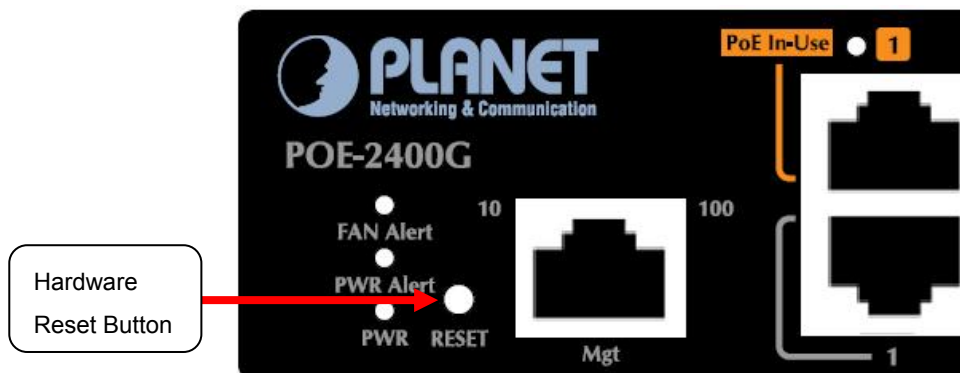 PLANET
Networking & Communication
POE-2400G
PoE In-Use 1
FAN Alert
10 100
PWR Alert
PWR RESET
Mgt
1
Hardware
Reset Button